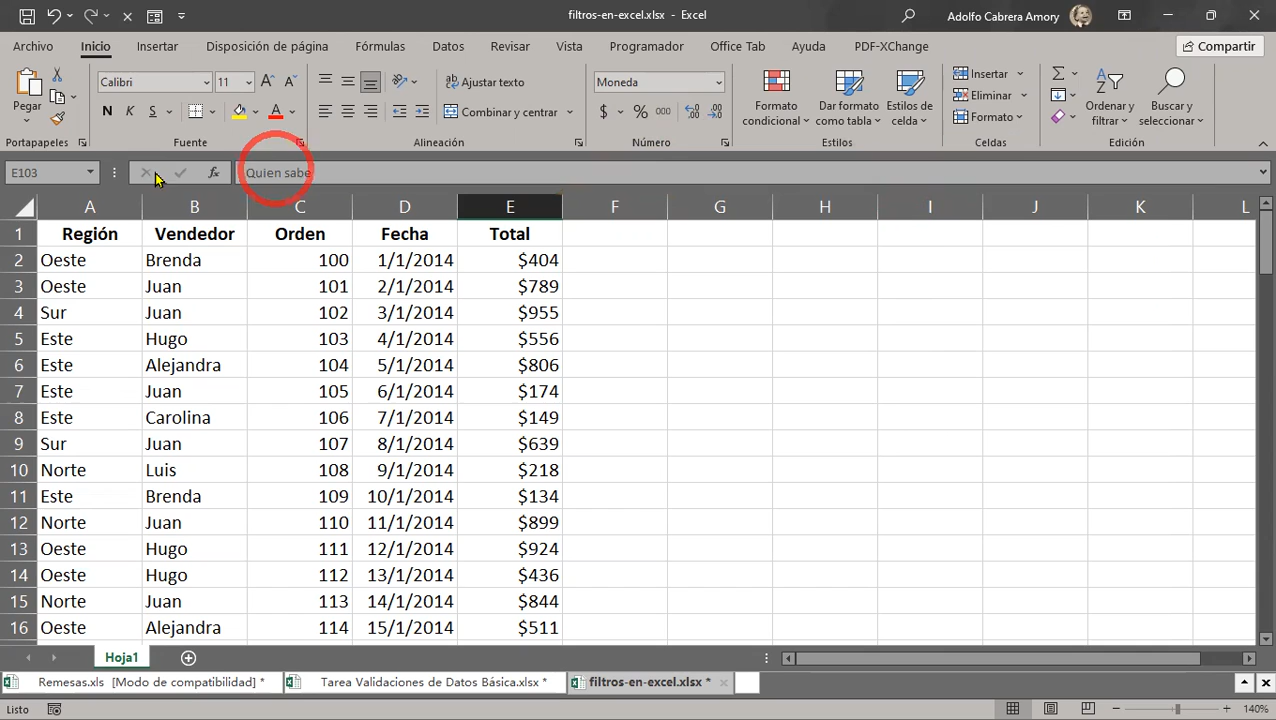 filtros-en-excel.xlsx - Excel
Adolfo Cabrera Amory
Archivo Inicio Insertar Disposición de página Fórmulas Datos Revisar Vista Programador Office Tab Ayuda PDF-XChange Compartir
Pegar
Calibri 11
N K S
Ajustar texto
Combinar y centrar
Moneda
$ % 000
Formato condicional
Dar formato como tabla
Estilos de celda
Insertar
Eliminar
Formato
Ordenar y filtrar
Buscar y seleccionar
Portapapeles Fuente Alineación Número Estilos Celdas Edición
E103 fx Quien sabe
A B C D E F G H I J K L
1 Región Vendedor Orden Fecha Total
2 Oeste Brenda 100 1/1/2014 $404
3 Oeste Juan 101 2/1/2014 $789
4 Sur Juan 102 3/1/2014 $955
5 Este Hugo 103 4/1/2014 $556
6 Este Alejandra 104 5/1/2014 $806
7 Este Juan 105 6/1/2014 $174
8 Este Carolina 106 7/1/2014 $149
9 Sur Juan 107 8/1/2014 $639
10 Norte Luis 108 9/1/2014 $218
11 Este Brenda 109 10/1/2014 $134
12 Norte Juan 110 11/1/2014 $899
13 Oeste Hugo 111 12/1/2014 $924
14 Oeste Hugo 112 13/1/2014 $436
15 Norte Juan 113 14/1/2014 $844
16 Oeste Alejandra 114 15/1/2014 $511
Hoja1
Remesas.xls [Modo de compatibilidad] * Tarea Validaciones de Datos Básica.xlsx * filtros-en-excel.xlsx *
Listo 140%